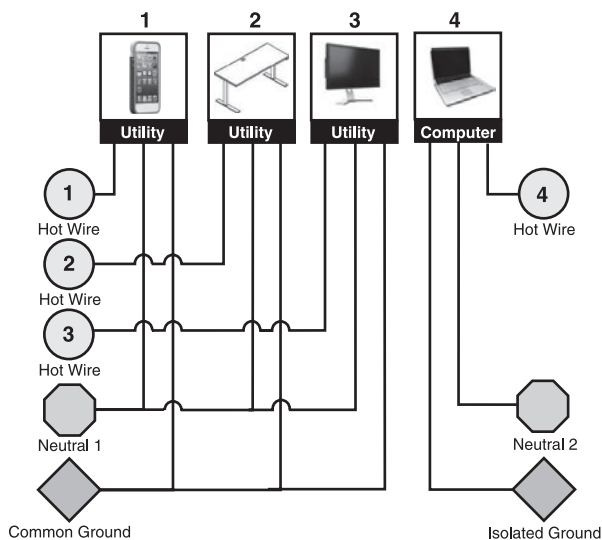 1 2 3 4
Utility Utility Utility Computer
1 4
Hot Wire Hot Wire
2
Hot Wire
3
Hot Wire
Neutral 1 Neutral 2
Common Ground Isolated Ground